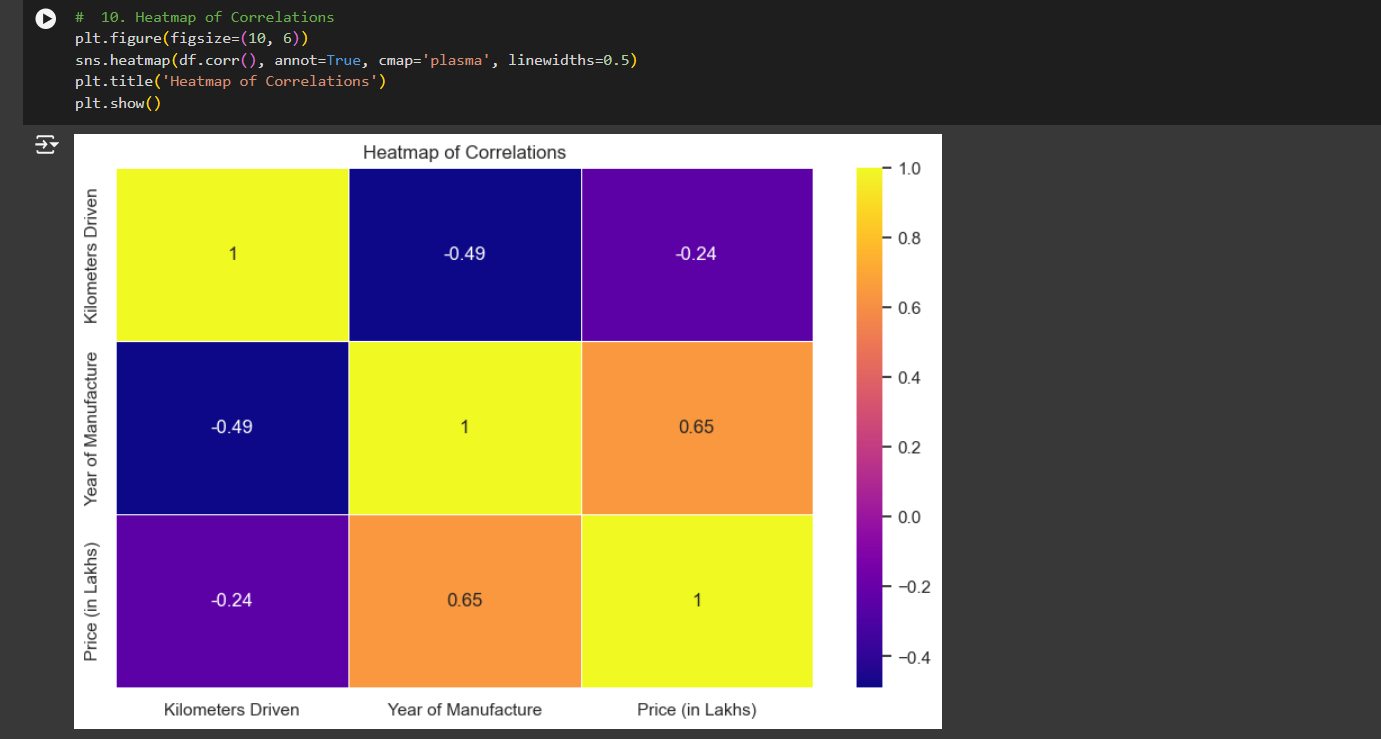 #  10. Heatmap of Correlations
plt.figure(figsize=(10, 6))
sns.heatmap(df.corr(), annot=True, cmap='plasma', linewidths=0.5)
plt.title('Heatmap of Correlations')
plt.show()
Heatmap of Correlations
Kilometers Driven
1
-0.49
-0.24
Year of Manufacture
-0.49
1
0.65
Price (in Lakhs)
-0.24
0.65
1
Kilometers Driven
Year of Manufacture
Price (in Lakhs)
1.0
0.8
0.6
0.4
0.2
0.0
−0.2
−0.4